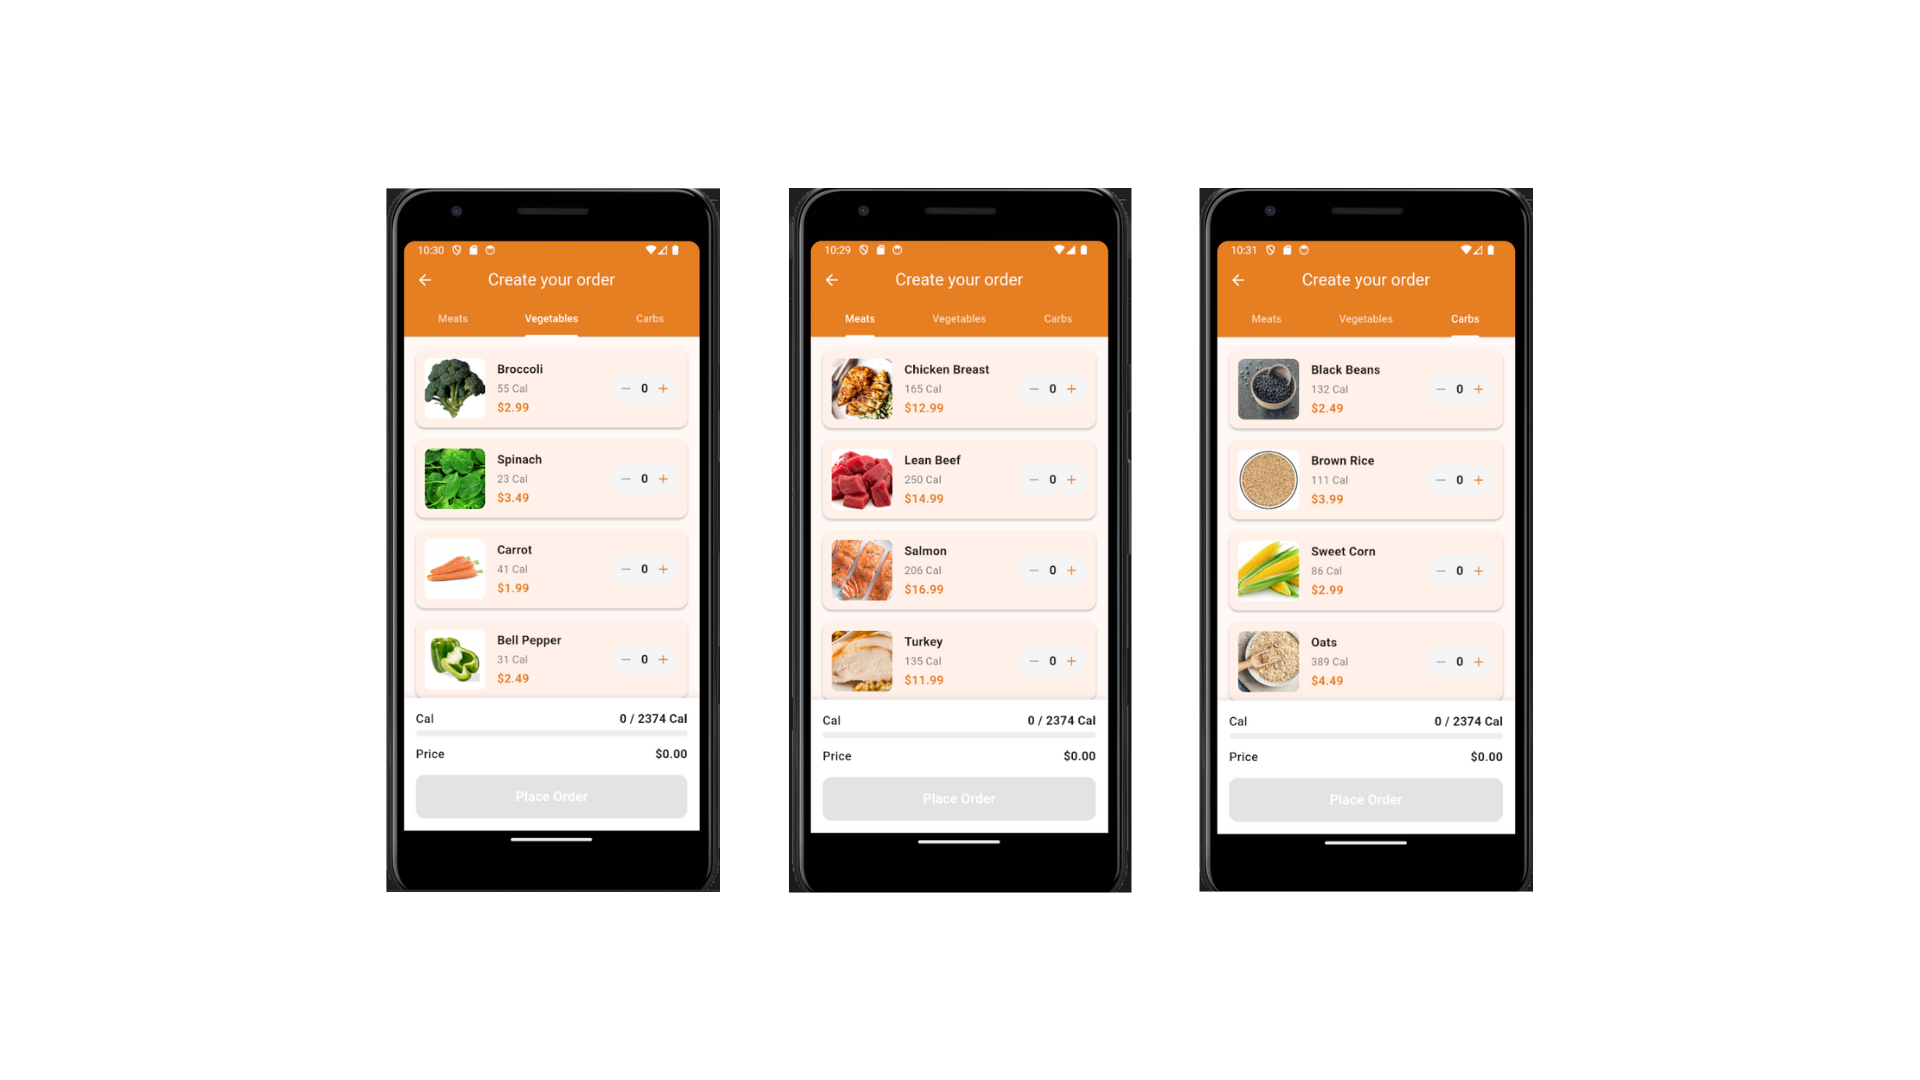 10:30
Create your order
Meats Vegetables Carbs
Broccoli
55 Cal
$2.99
− 0 +
Spinach
23 Cal
$3.49
− 0 +
Carrot
41 Cal
$1.99
− 0 +
Bell Pepper
31 Cal
$2.49
− 0 +
Cal 0 / 2374 Cal
Price $0.00
Place Order
10:29
Create your order
Meats Vegetables Carbs
Chicken Breast
165 Cal
$12.99
− 0 +
Lean Beef
250 Cal
$14.99
− 0 +
Salmon
206 Cal
$16.99
− 0 +
Turkey
135 Cal
$11.99
− 0 +
Cal 0 / 2374 Cal
Price $0.00
Place Order
10:31
Create your order
Meats Vegetables Carbs
Black Beans
132 Cal
$2.49
− 0 +
Brown Rice
111 Cal
$3.99
− 0 +
Sweet Corn
86 Cal
$2.99
− 0 +
Oats
389 Cal
$4.49
− 0 +
Cal 0 / 2374 Cal
Price $0.00
Place Order